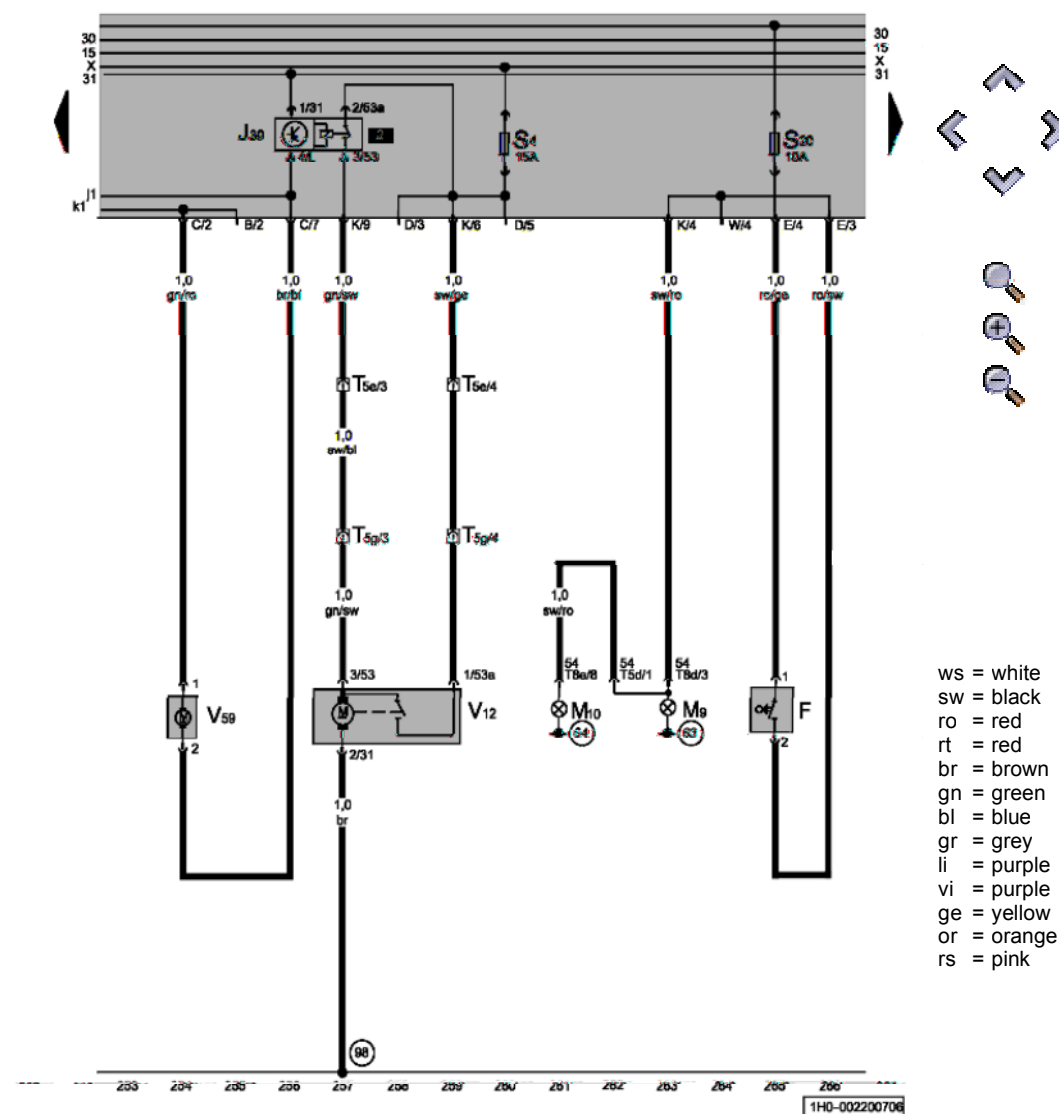 30
15
X
31
30
15
X
31
1/31
2/53a
J39
2
4/L
3/53
S4
15A
S20
10A
j1
k1
C/2
B/2
C/7
K/9
D/3
K/6
D/5
K/4
W/4
E/4
E/3
1,0
gn/rs
1,0
br/bl
1,0
gn/sw
1,0
sw/ge
1,0
sw/ro
1,0
ro/ge
1,0
ro/sw
T5e/3
T5e/4
1,0
sw/bl
T5g/3
T5g/4
1,0
gn/sw
1,0
sw/ro
3/53
1/53a
54
T8e/8
54
T5d/1
54
T8d/3
1
1
M
V59
M
V12
M10
M9
F
64
63
2
2/31
2
1,0
br
98
253 254 255 256 257 258 259 260 261 262 263 264 265 266
1H0-002200706
ws = white
sw = black
ro = red
rt = red
br = brown
gn = green
bl = blue
gr = grey
li = purple
vi = purple
ge = yellow
or = orange
rs = pink